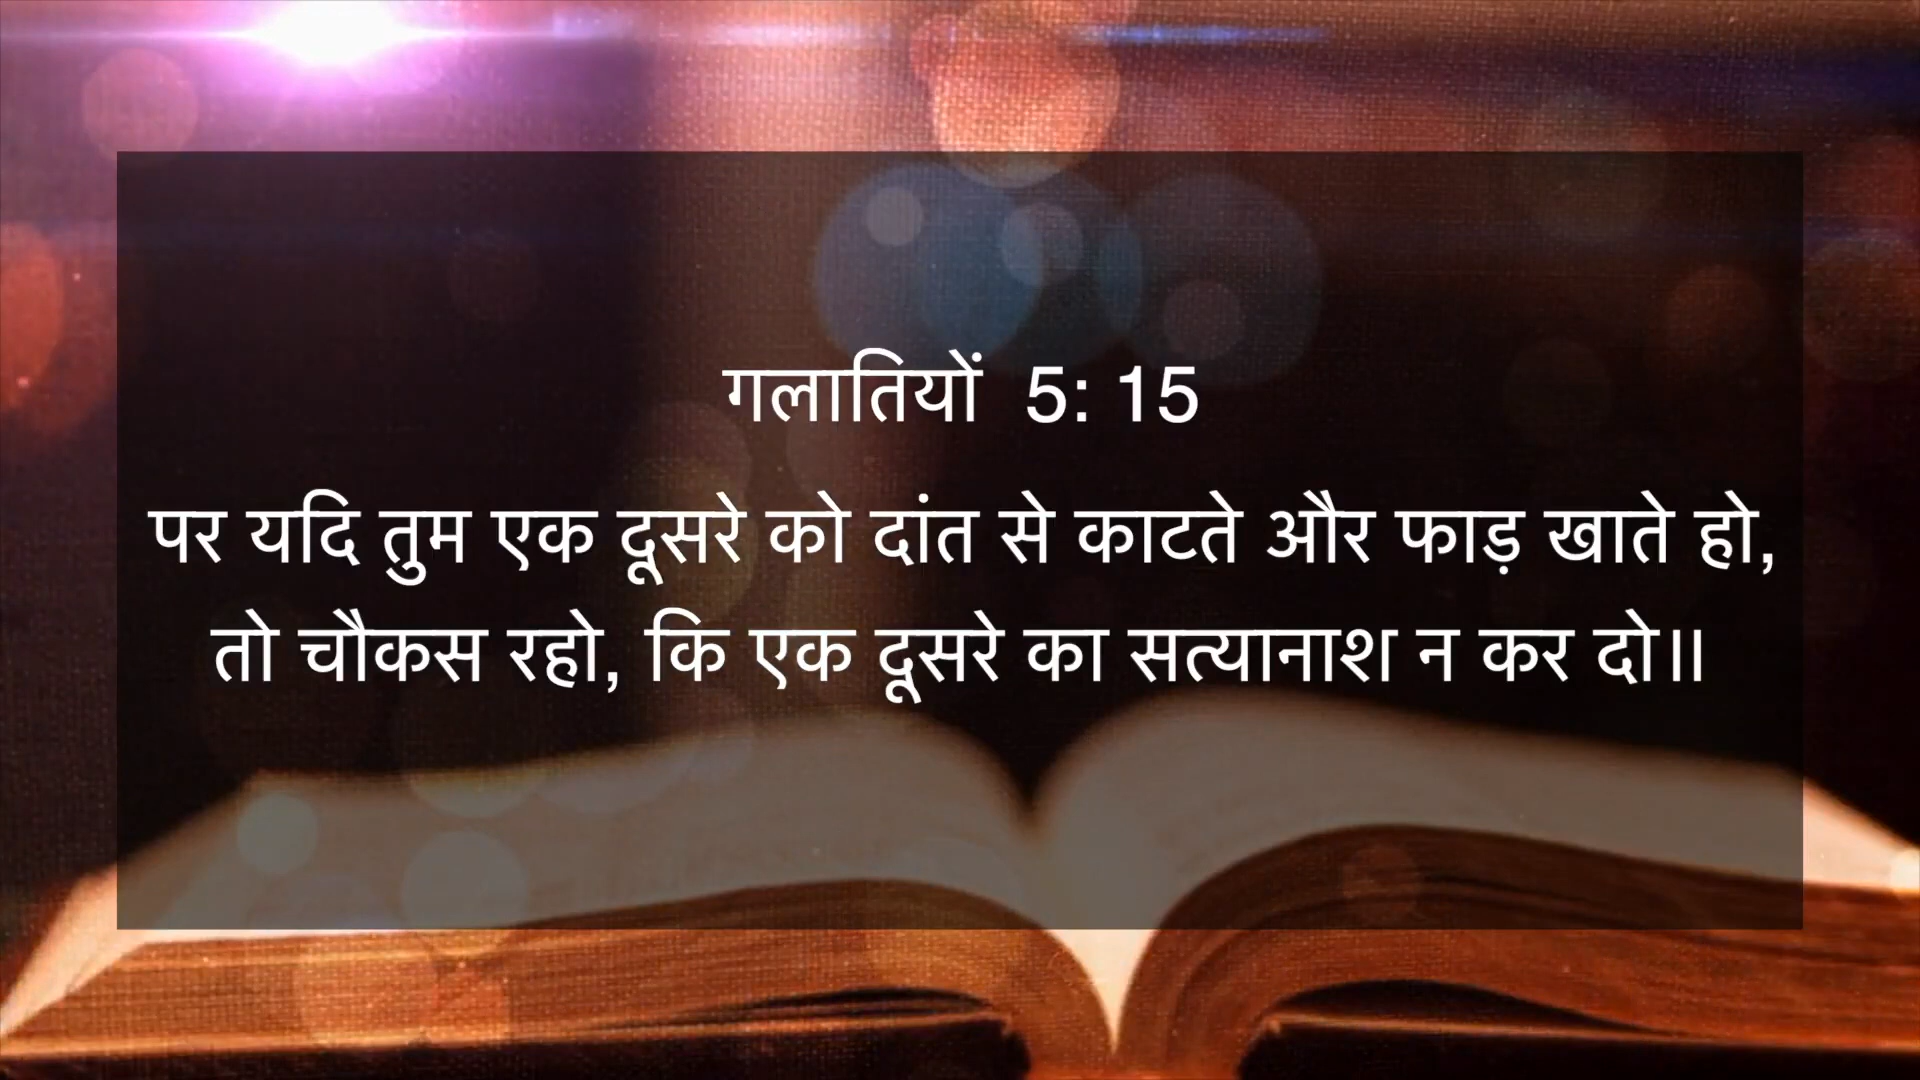 गलातियों 5: 15
पर यदि तुम एक दूसरे को दांत से काटते और फाड़ खाते हो,
तो चौकस रहो, कि एक दूसरे का सत्यानाश न कर दो॥